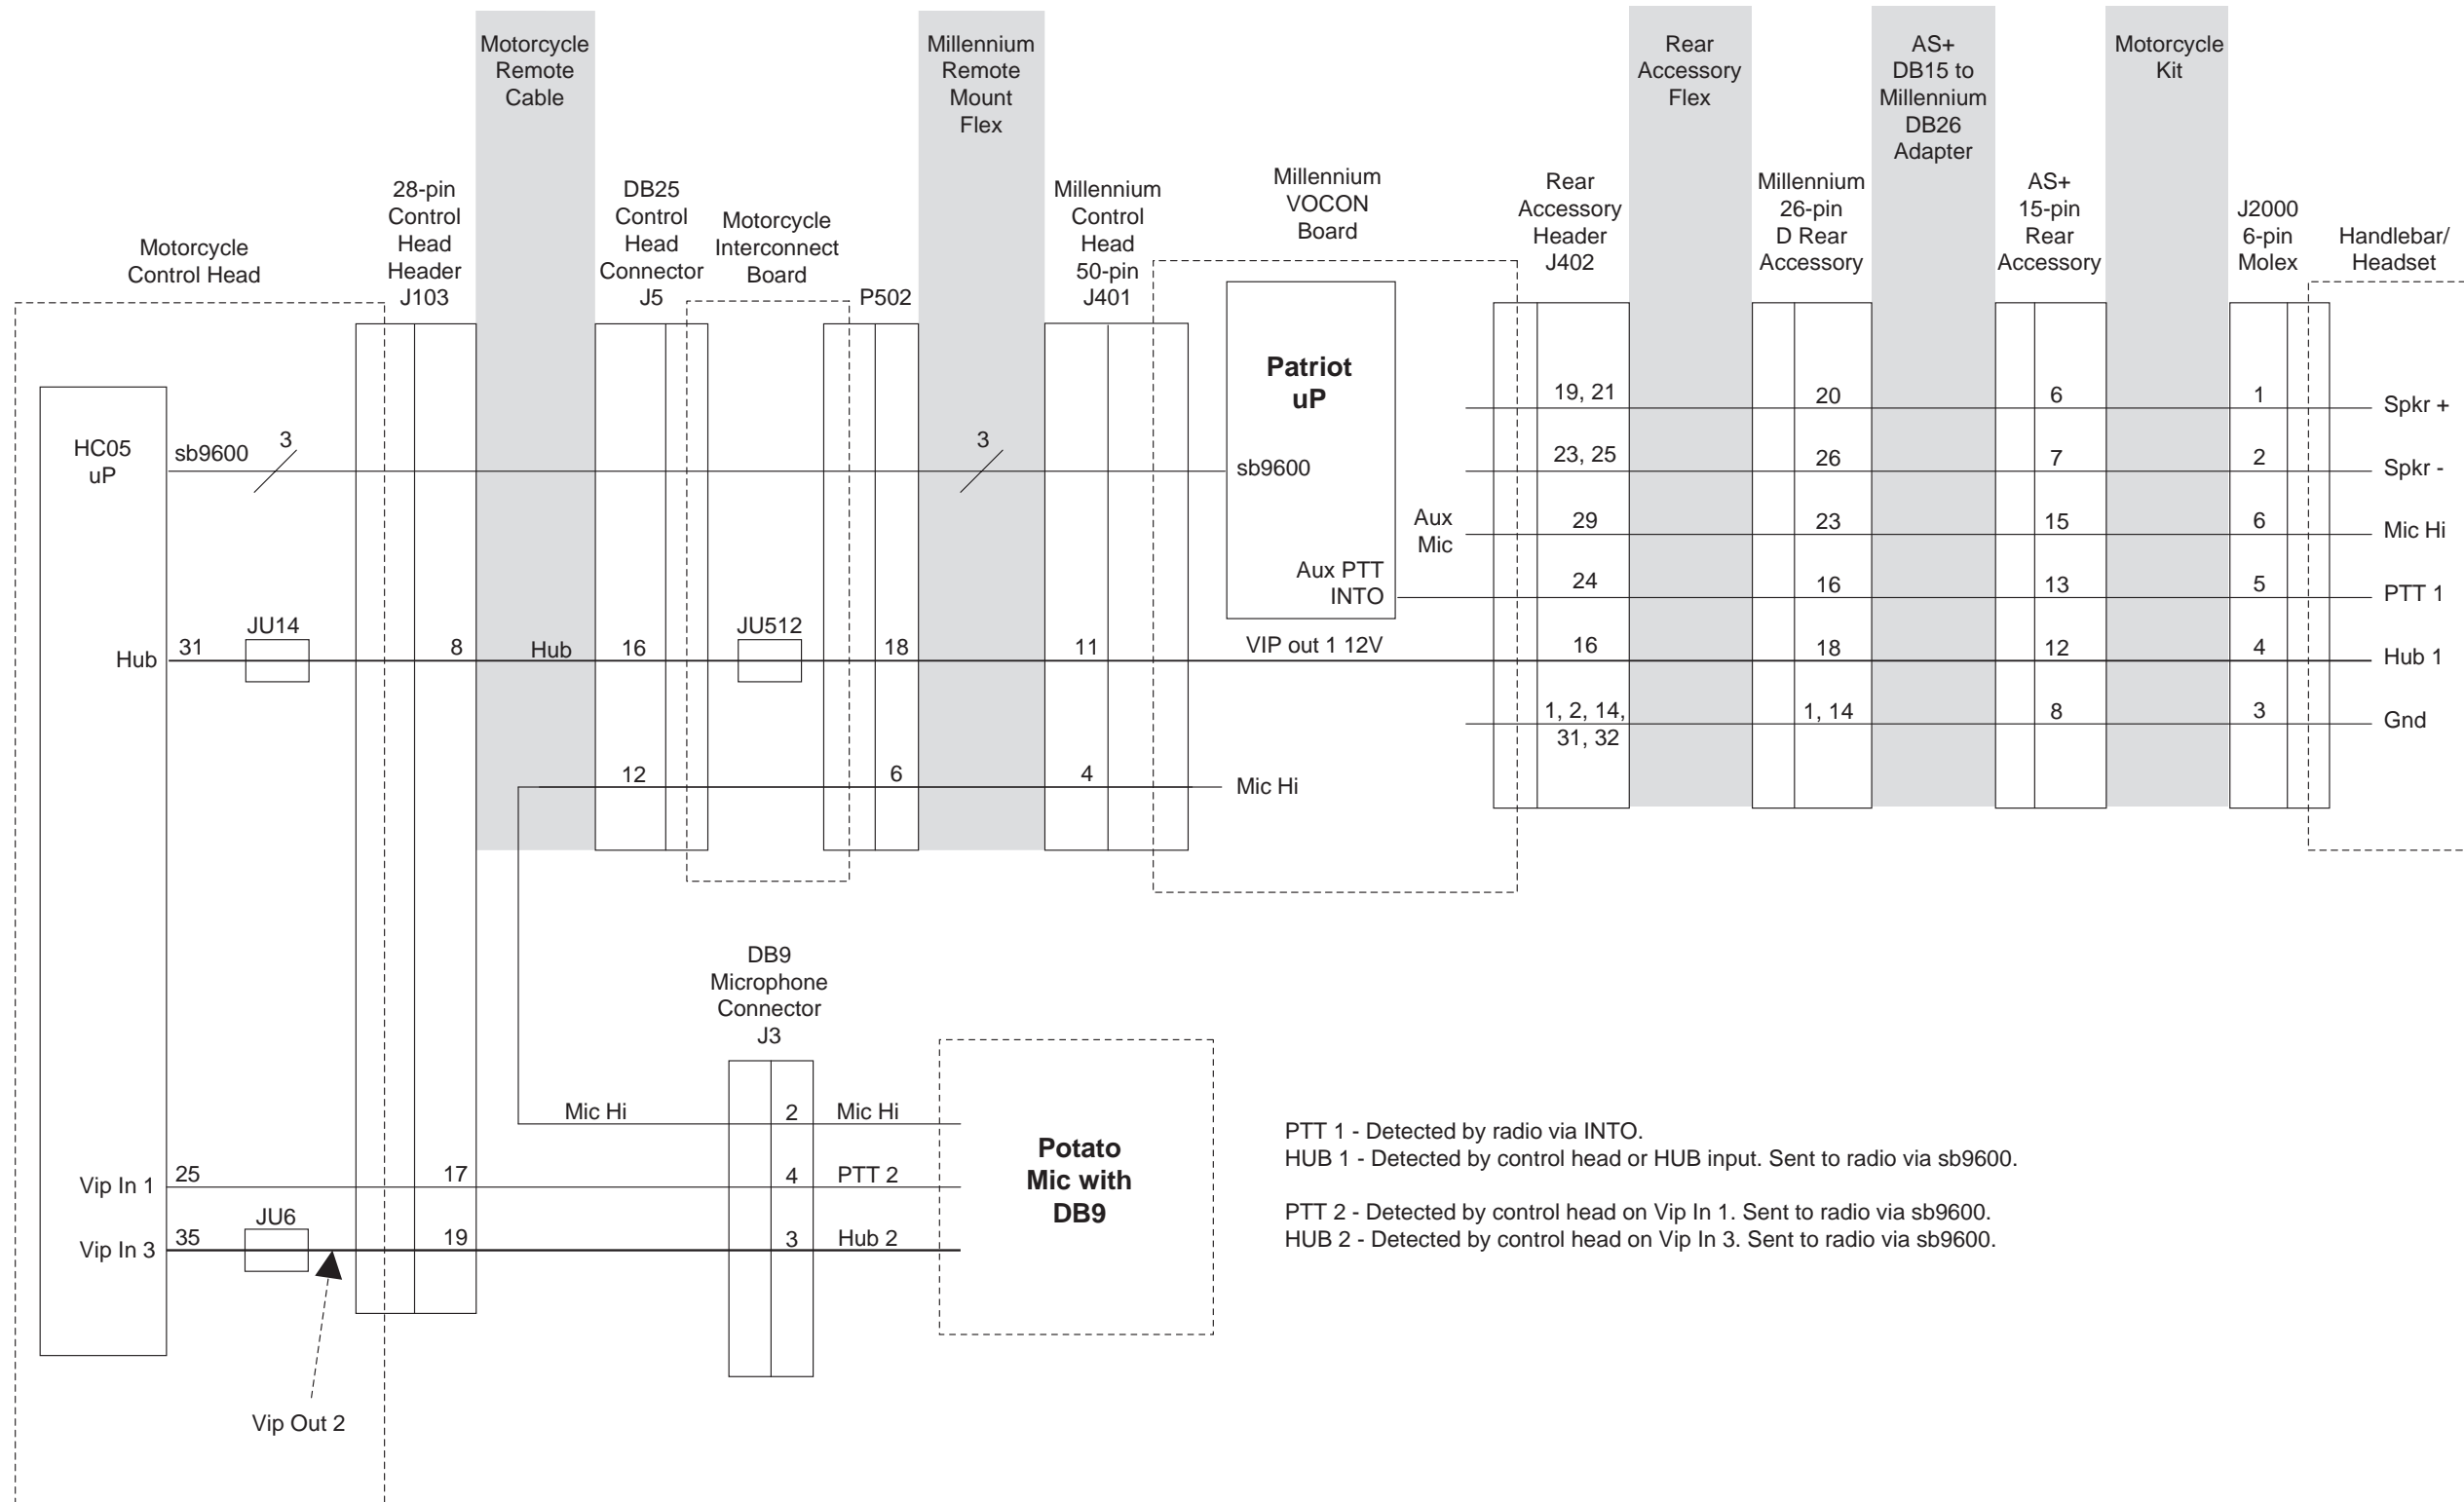 Motorcycle
Remote
Cable
Millennium
Remote
Mount
Flex
Rear
Accessory
Flex
AS+
DB15 to
Millennium
DB26
Adapter
Motorcycle
Kit
Motorcycle
Control Head
28-pin
Control
Head
Header
J103
DB25
Control
Head
Connector
J5
Motorcycle
Interconnect
Board
P502
Millennium
Control
Head
50-pin
J401
Millennium
VOCON
Board
Rear
Accessory
Header
J402
Millennium
26-pin
D Rear
Accessory
AS+
15-pin
Rear
Accessory
J2000
6-pin
Molex
Handlebar/
Headset
Patriot
uP
19, 21
20
6
1
Spkr +
HC05
uP
sb9600
3
3
sb9600
23, 25
26
7
2
Spkr -
Aux
Mic
29
23
15
6
Mic Hi
Aux PTT
INTO
24
16
13
5
PTT 1
Hub
31
JU14
8
Hub
16
JU512
18
11
VIP out 1 12V
16
18
12
4
Hub 1
1, 2, 14,
31, 32
1, 14
8
3
Gnd
12
6
4
Mic Hi
DB9
Microphone
Connector
J3
Mic Hi
2
Mic Hi
Vip In 1
25
17
4
PTT 2
Vip In 3
35
JU6
19
3
Hub 2
Potato
Mic with
DB9
Vip Out 2
PTT 1 - Detected by radio via INTO.
HUB 1 - Detected by control head or HUB input. Sent to radio via sb9600.
PTT 2 - Detected by control head on Vip In 1. Sent to radio via sb9600.
HUB 2 - Detected by control head on Vip In 3. Sent to radio via sb9600.